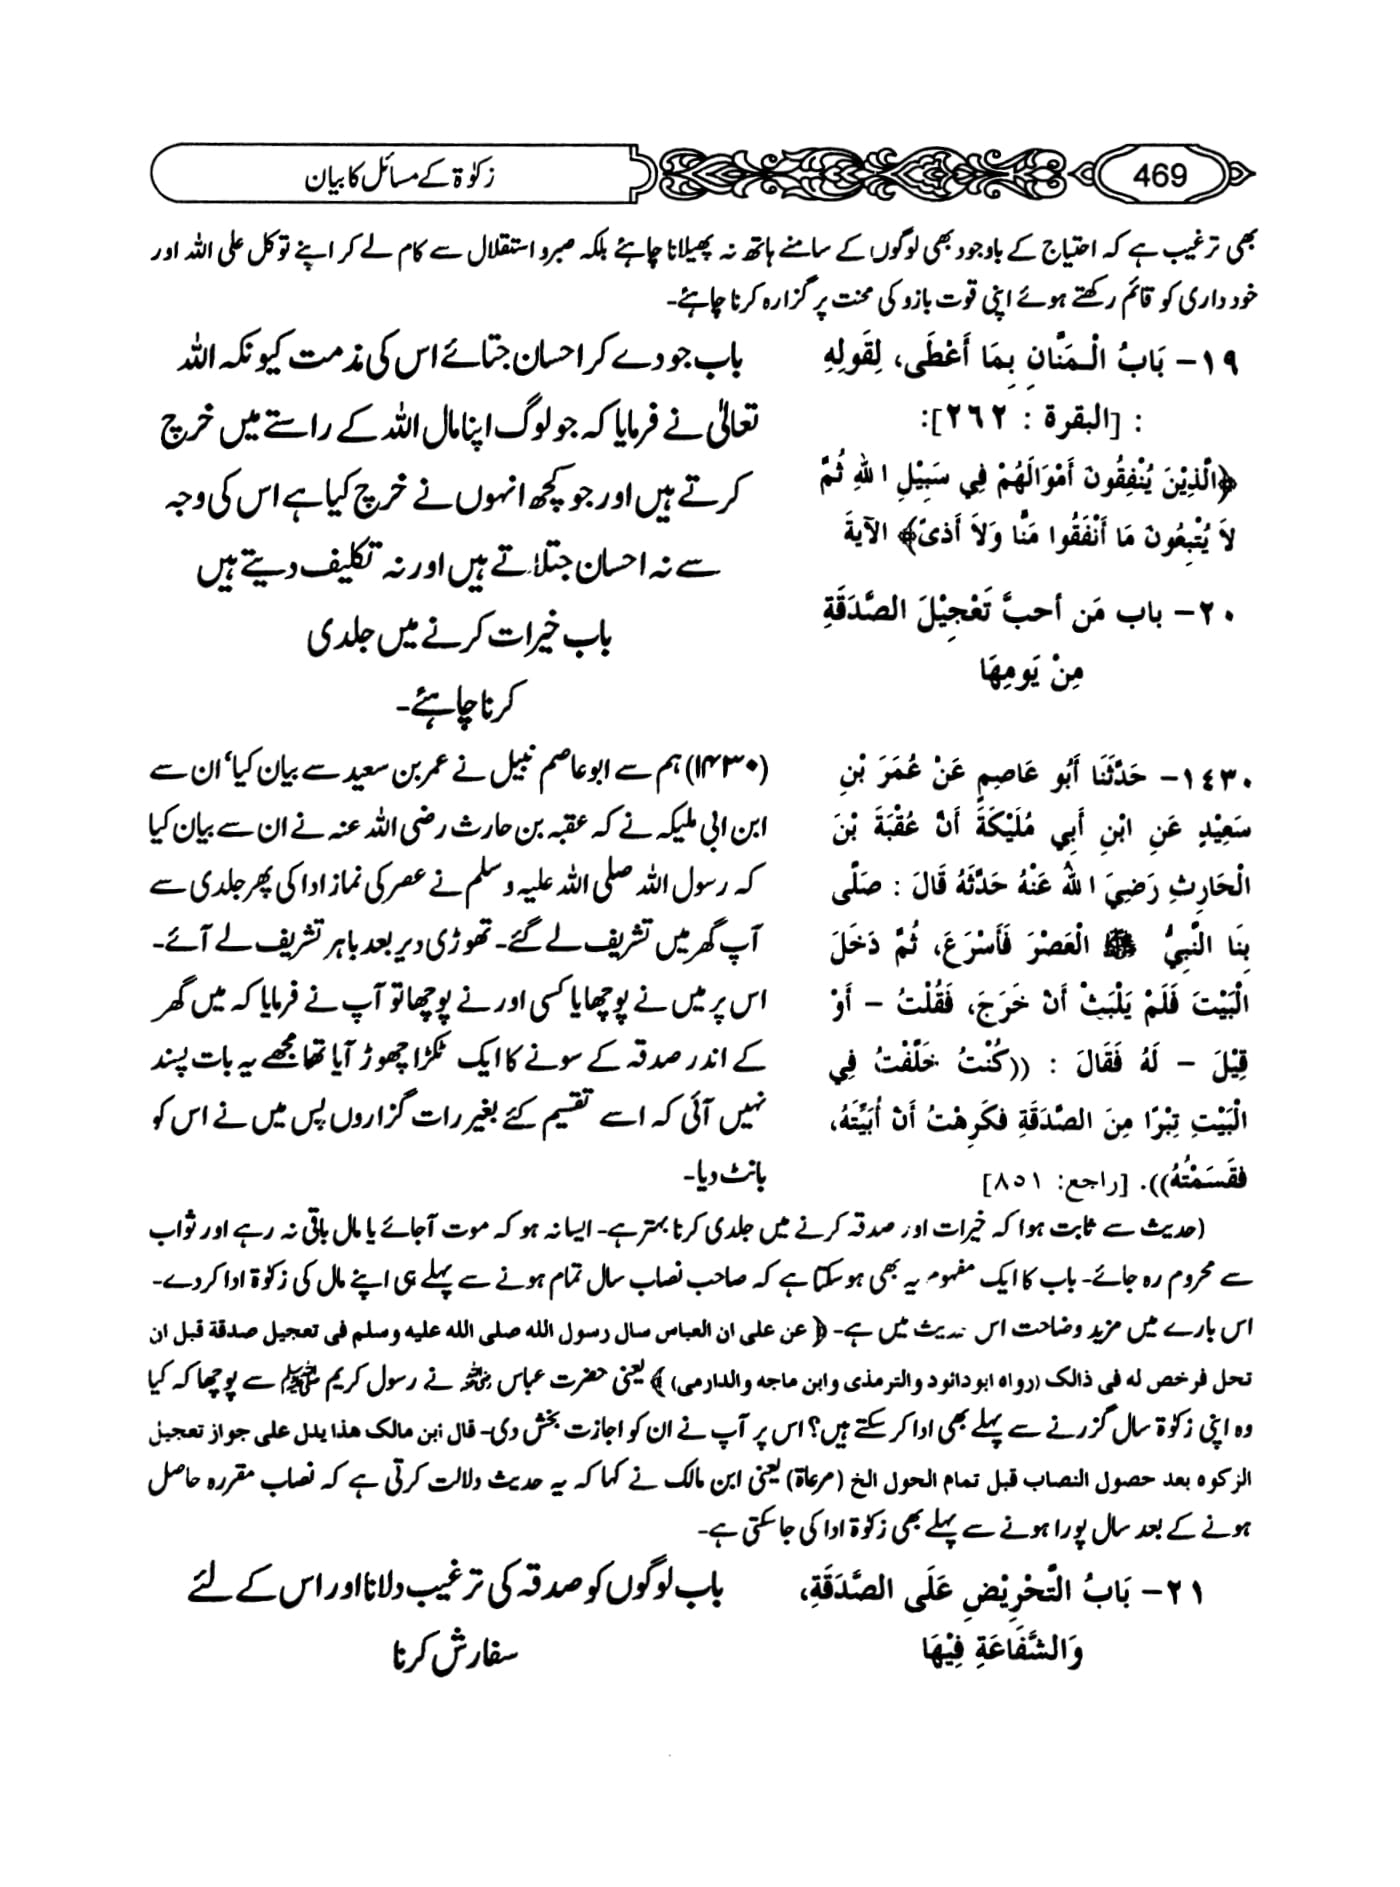 469
زکوٰۃ کے مسائل کا بیان
بھی ترغیب ہے کہ احتیاج کے باوجود بھی لوگوں کے سامنے ہاتھ نہ پھیلانا چاہئے بلکہ صبرو استقلال سے کام لے کر اپنے توکل علی اللہ اور
خودداری کو قائم رکھتے ہوئے اپنی قوت بازو کی محنت پر گزارہ کرنا چاہئے۔
١٩- بَابُ الْـمَنَّانِ بِمَا أَعْطَى، لِقَولِهِ
: [البقرة : ٢٦٢]:
﴿الَّذِيْنَ يُنْفِقُونَ أَمْوَالَهُمْ فِي سَبِيْلِ اللهِ ثُمَّ
لاَ يُتْبِعُونَ مَا أَنْفَقُوا مَنًّا وَلاَ أَذىً﴾ الآيةَ
باب جو دے کر احسان جتائے اس کی مذمت کیونکہ اللہ
تعالیٰ نے فرمایا کہ جو لوگ اپنا مال اللہ کے راستے میں خرچ
کرتے ہیں اور جو کچھ انہوں نے خرچ کیا ہے اس کی وجہ
سے نہ احسان جتلاتے ہیں اور نہ تکلیف دیتے ہیں
٢٠- باب مَن أحبَّ تَعْجِيْلَ الصَّدَقَةِ
مِنْ يَومِهَا
باب خیرات کرنے میں جلدی
کرنا چاہئے۔
١٤٣٠- حَدَّثَنَا أَبُو عَاصِمٍ عَنْ عُمَرَ بْنِ
سَعِيْدٍ عَنِ ابْنِ أَبِي مُلَيْكَةَ أَنَّ عُقْبَةَ بْنَ
الْحَارِثِ رَضِيَ اللهُ عَنْهُ حَدَّثَهُ قَالَ : صَلَّى
بِنَا النَّبِيُّ ﷺ الْعَصْرَ فَأَسْرَعَ، ثُمَّ دَخَلَ
الْبَيْتَ فَلَمْ يَلْبَثْ أَنْ خَرَجَ، فَقُلْتُ – أَوْ
قِيْلَ – لَهُ فَقَالَ : ((كُنْتُ خَلَّفْتُ فِي
الْبَيْتِ تِبْرًا مِنَ الصَّدَقَةِ فَكَرِهْتُ أَنْ أُبَيِّتَهُ،
فَقَسَمْتُهُ)). [راجع: ٨٥١]
(۱۴۳۰) ہم سے ابو عاصم نبیل نے عمر بن سعید سے بیان کیا‘ ان سے
ابن ابی ملیکہ نے کہ عقبہ بن حارث رضی اللہ عنہ نے ان سے بیان کیا
کہ رسول اللہ صلی اللہ علیہ و سلم نے عصر کی نماز ادا کی پھر جلدی سے
آپ گھر میں تشریف لے گئے۔ تھوڑی دیر بعد باہر تشریف لے آئے۔
اس پر میں نے پوچھا یا کسی اور نے پوچھا تو آپ نے فرمایا کہ میں گھر
کے اندر صدقہ کے سونے کا ایک ٹکڑا چھوڑ آیا تھا مجھے یہ بات پسند
نہیں آئی کہ اسے تقسیم کئے بغیر رات گزاروں پس میں نے اس کو
بانٹ دیا۔
(حدیث سے ثابت ہوا کہ خیرات اور صدقہ کرنے میں جلدی کرنا بہتر ہے۔ ایسا نہ ہو کہ موت آجائے یا مال باقی نہ رہے اور ثواب
سے محروم رہ جائے۔ باب کا ایک مفہوم یہ بھی ہو سکتا ہے کہ صاحب نصاب سال تمام ہونے سے پہلے ہی اپنے مال کی زکوٰۃ ادا کر دے۔
اس بارے میں مزید وضاحت اس حدیث میں ہے۔ ﴿ عن علی ان العباس سال رسول الله صلی الله علیه وسلم فی تعجیل صدقة قبل ان
تحل فرخص له فی ذالک (رواه ابوداثود والترمذی وابن ماجه والدارمی) ﴾ یعنی حضرت عباس رضی اللہ عنہ نے رسول کریم ﷺ سے پوچھا کہ کیا
وہ اپنی زکوٰۃ سال گزرنے سے پہلے بھی ادا کر سکتے ہیں؟ اس پر آپ نے ان کو اجازت بخش دی۔ قال ابن مالک هذا يدل علی جواز تعجیل
الزکوه بعد حصول النصاب قبل تمام الحول الخ (مرعاة) یعنی ابن مالک نے کہا کہ یہ حدیث دلالت کرتی ہے کہ نصاب مقررہ حاصل
ہونے کے بعد سال پورا ہونے سے پہلے بھی زکوٰۃ ادا کی جا سکتی ہے۔
٢١- بَابُ التَّحْرِيْضِ عَلَى الصَّدَقَةِ،
وَالشَّفَاعَةِ فِيْهَا
باب لوگوں کو صدقہ کی ترغیب دلانا اور اس کے لئے
سفارش کرنا